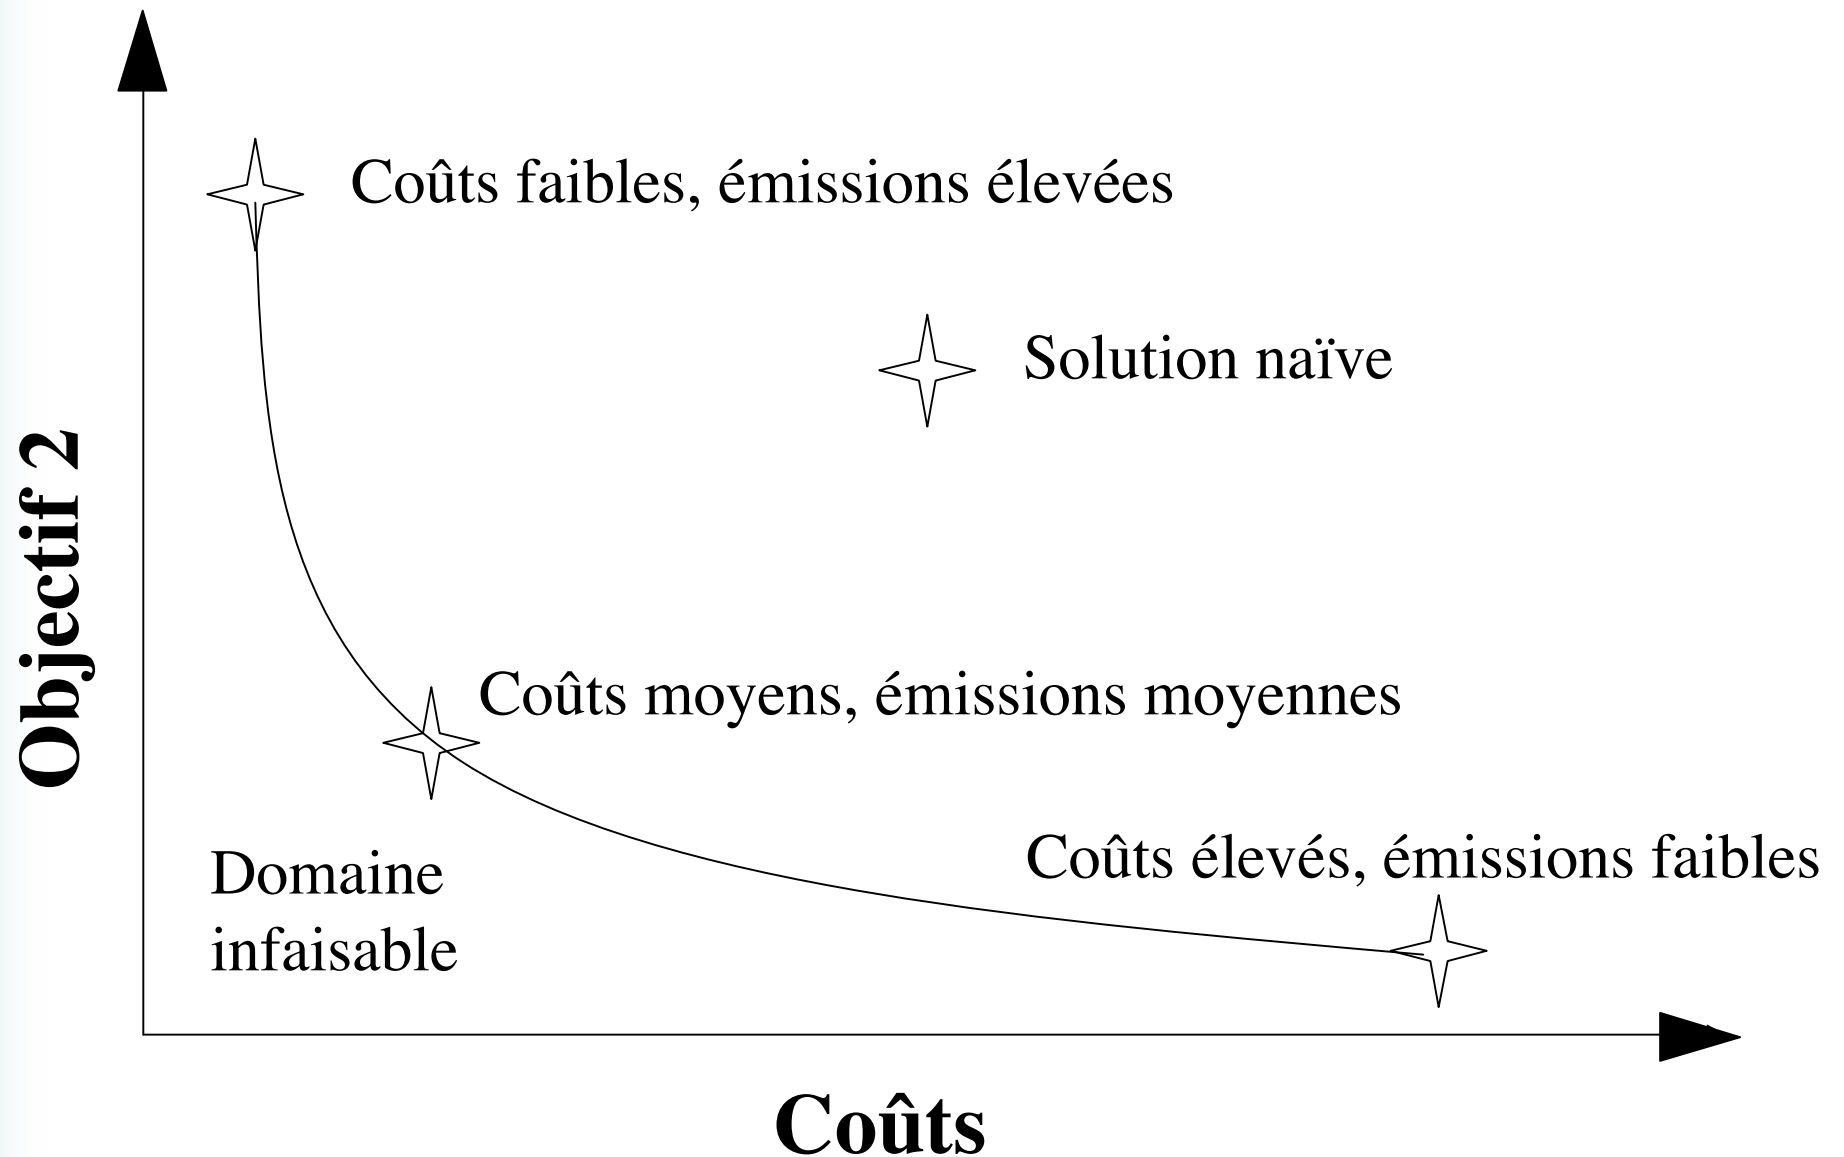 Coûts faibles, émissions élevées
Solution naïve
Objectif 2
Coûts moyens, émissions moyennes
Coûts élevés, émissions faibles
Domaine
infaisable
Coûts